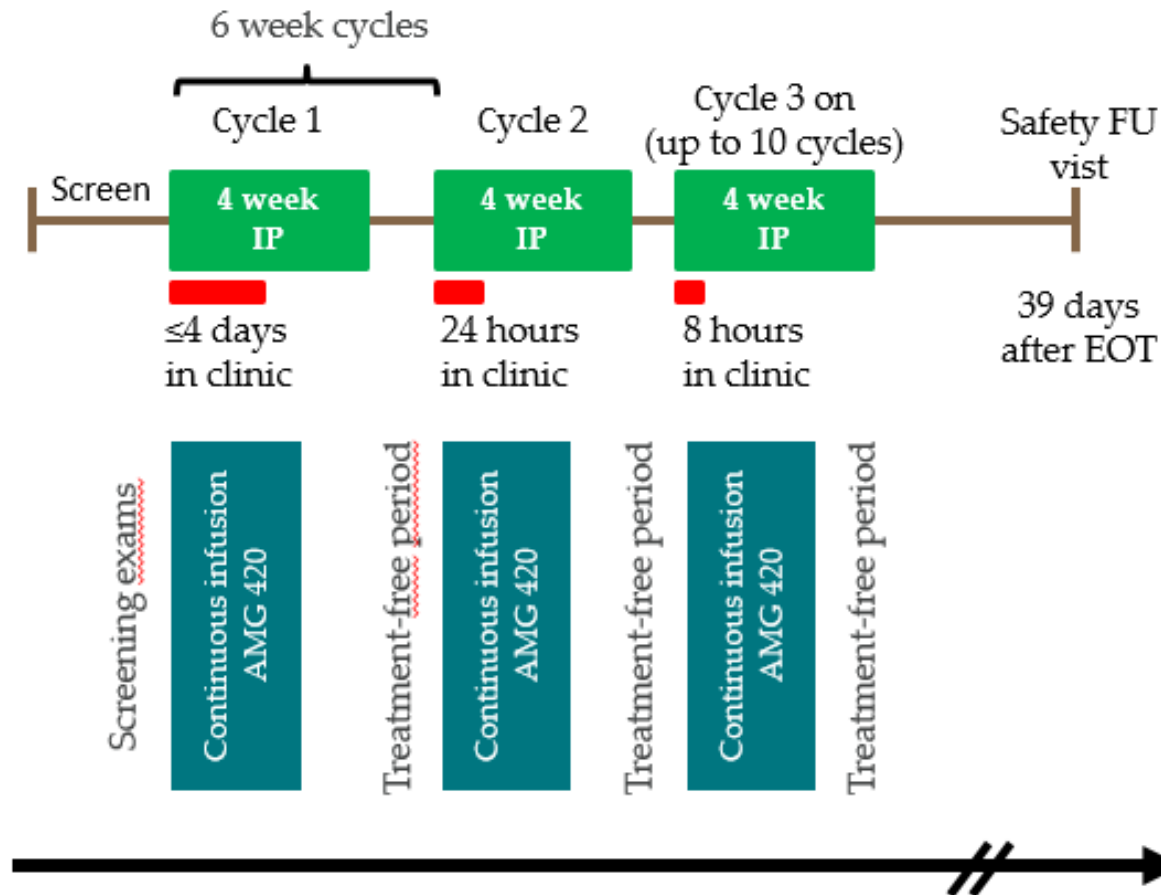 6 week cycles
Cycle 1
Cycle 2
Cycle 3 on
(up to 10 cycles)
Safety FU
vist
Screen
4 week
IP
4 week
IP
4 week
IP
≤4 days
in clinic
24 hours
in clinic
8 hours
in clinic
39 days
after EOT
Screening exams
Continuous infusion
AMG 420
Treatment-free period
Continuous infusion
AMG 420
Treatment-free period
Continuous infusion
AMG 420
Treatment-free period